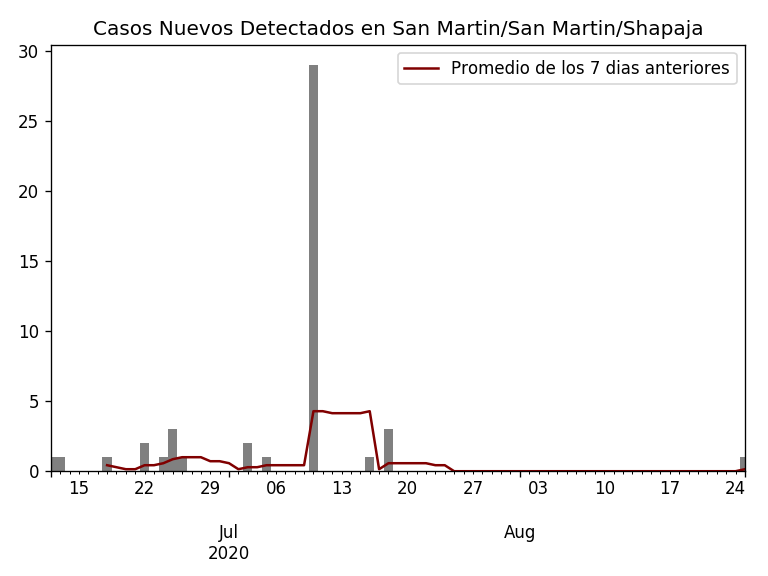 Casos Nuevos Detectados en San Martin/San Martin/Shapaja
Promedio de los 7 dias anteriores
30
25
20
15
10
5
0
15 22 29 06 13 20 27 03 10 17 24
Jul Aug
2020